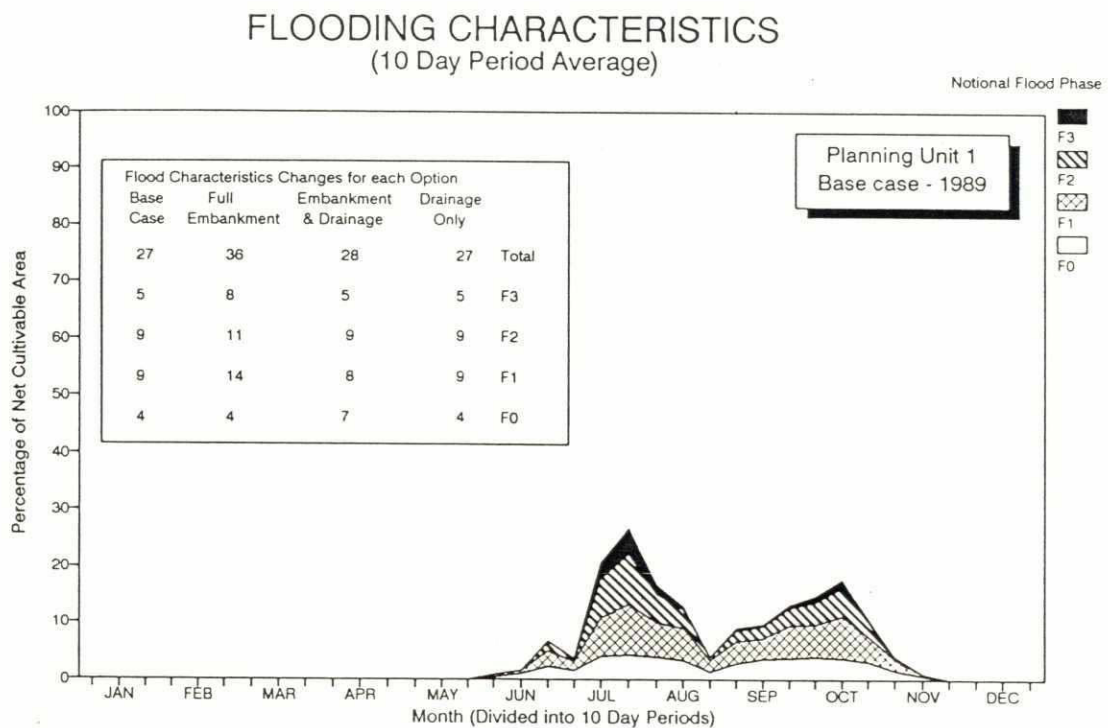 FLOODING CHARACTERISTICS
(10 Day Period Average)
Notional Flood Phase
F3
F2
F1
F0
Planning Unit 1
Base case - 1989
Flood Characteristics Changes for each Option
Base Full Embankment Drainage
Case Embankment & Drainage Only
27 36 28 27 Total
5 8 5 5 F3
9 11 9 9 F2
9 14 8 9 F1
4 4 7 4 F0
Percentage of Net Cultivable Area
100
90
80
70
60
50
40
30
20
10
0
JAN FEB MAR APR MAY JUN JUL AUG SEP OCT NOV DEC
Month (Divided into 10 Day Periods)